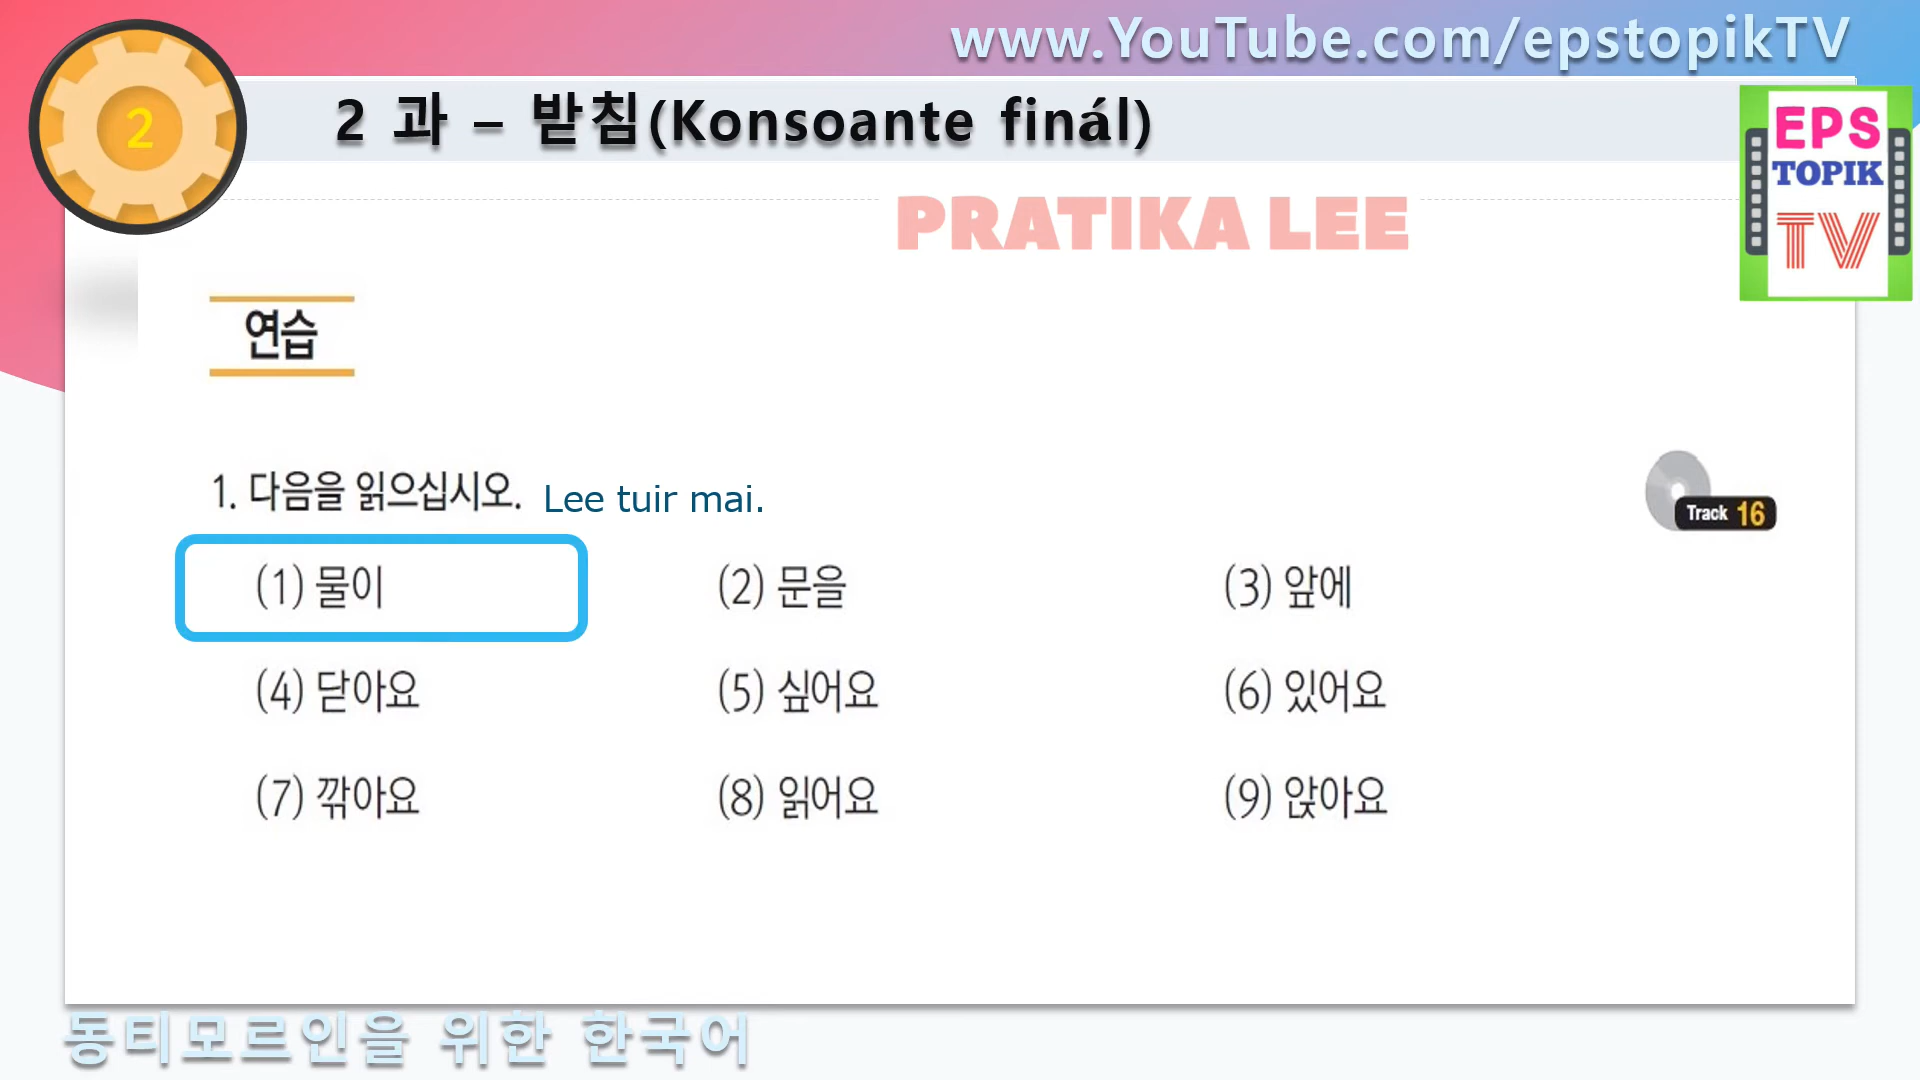 www.YouTube.com/epstopikTV
2
2 과 – 받침(Konsoante finál)
EPS
TOPIK
TV
PRATIKA LEE
연습
1. 다음을 읽으십시오. Lee tuir mai.
Track 16
(1) 물이 (2) 문을 (3) 앞에
(4) 닫아요 (5) 싶어요 (6) 있어요
(7) 깎아요 (8) 읽어요 (9) 앉아요
동티모르인을 위한 한국어